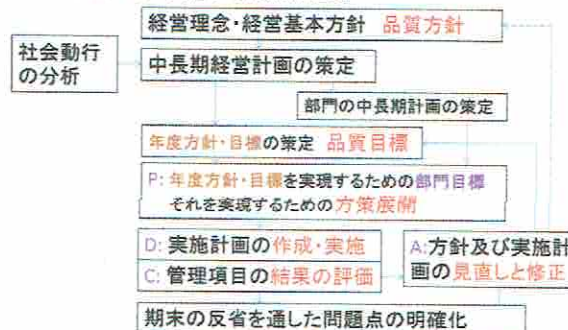 経営理念・経営基本方針 品質方針
社会動行
の分析
中長期経営計画の策定
部門の中長期計画の策定
年度方針・目標の策定 品質目標
P: 年度方針・目標を実現するための部門目標
それを実現するための方策展開
D: 実施計画の作成・実施
C: 管理項目の結果の評価
A:方針及び実施計
画の見直しと修正
期末の反省を通した問題点の明確化